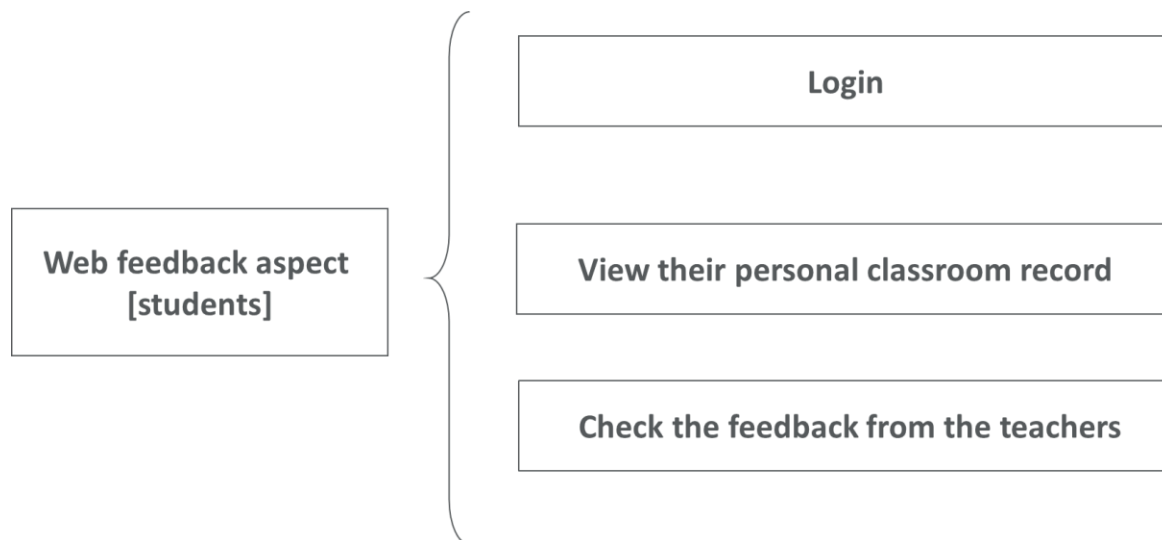 Web feedback aspect
[students]
Login
View their personal classroom record
Check the feedback from the teachers